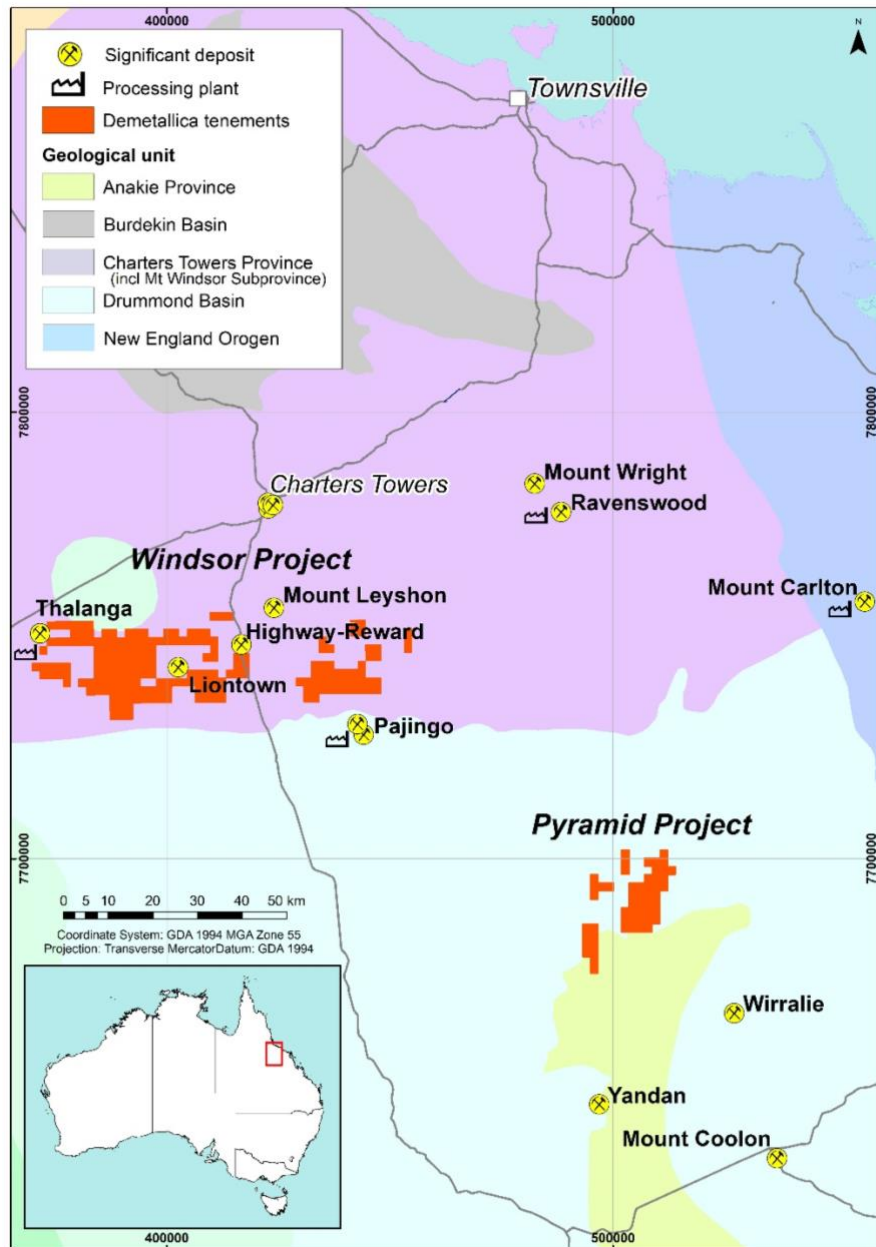 400000
500000
N
Significant deposit
Processing plant
Demetallica tenements
Geological unit
Anakie Province
Burdekin Basin
Charters Towers Province
(incl Mt Windsor Subprovince)
Drummond Basin
New England Orogen
Townsville
7800000
7800000
Charters Towers
Mount Wright
Ravenswood
Windsor Project
Mount Leyshon
Mount Carlton
Thalanga
Highway-Reward
Liontown
Pajingo
Pyramid Project
7700000
7700000
0 5 10 20 30 40 50 km
Coordinate System: GDA 1994 MGA Zone 55
Projection: Transverse MercatorDatum: GDA 1994
Wirralie
Yandan
Mount Coolon
400000
500000